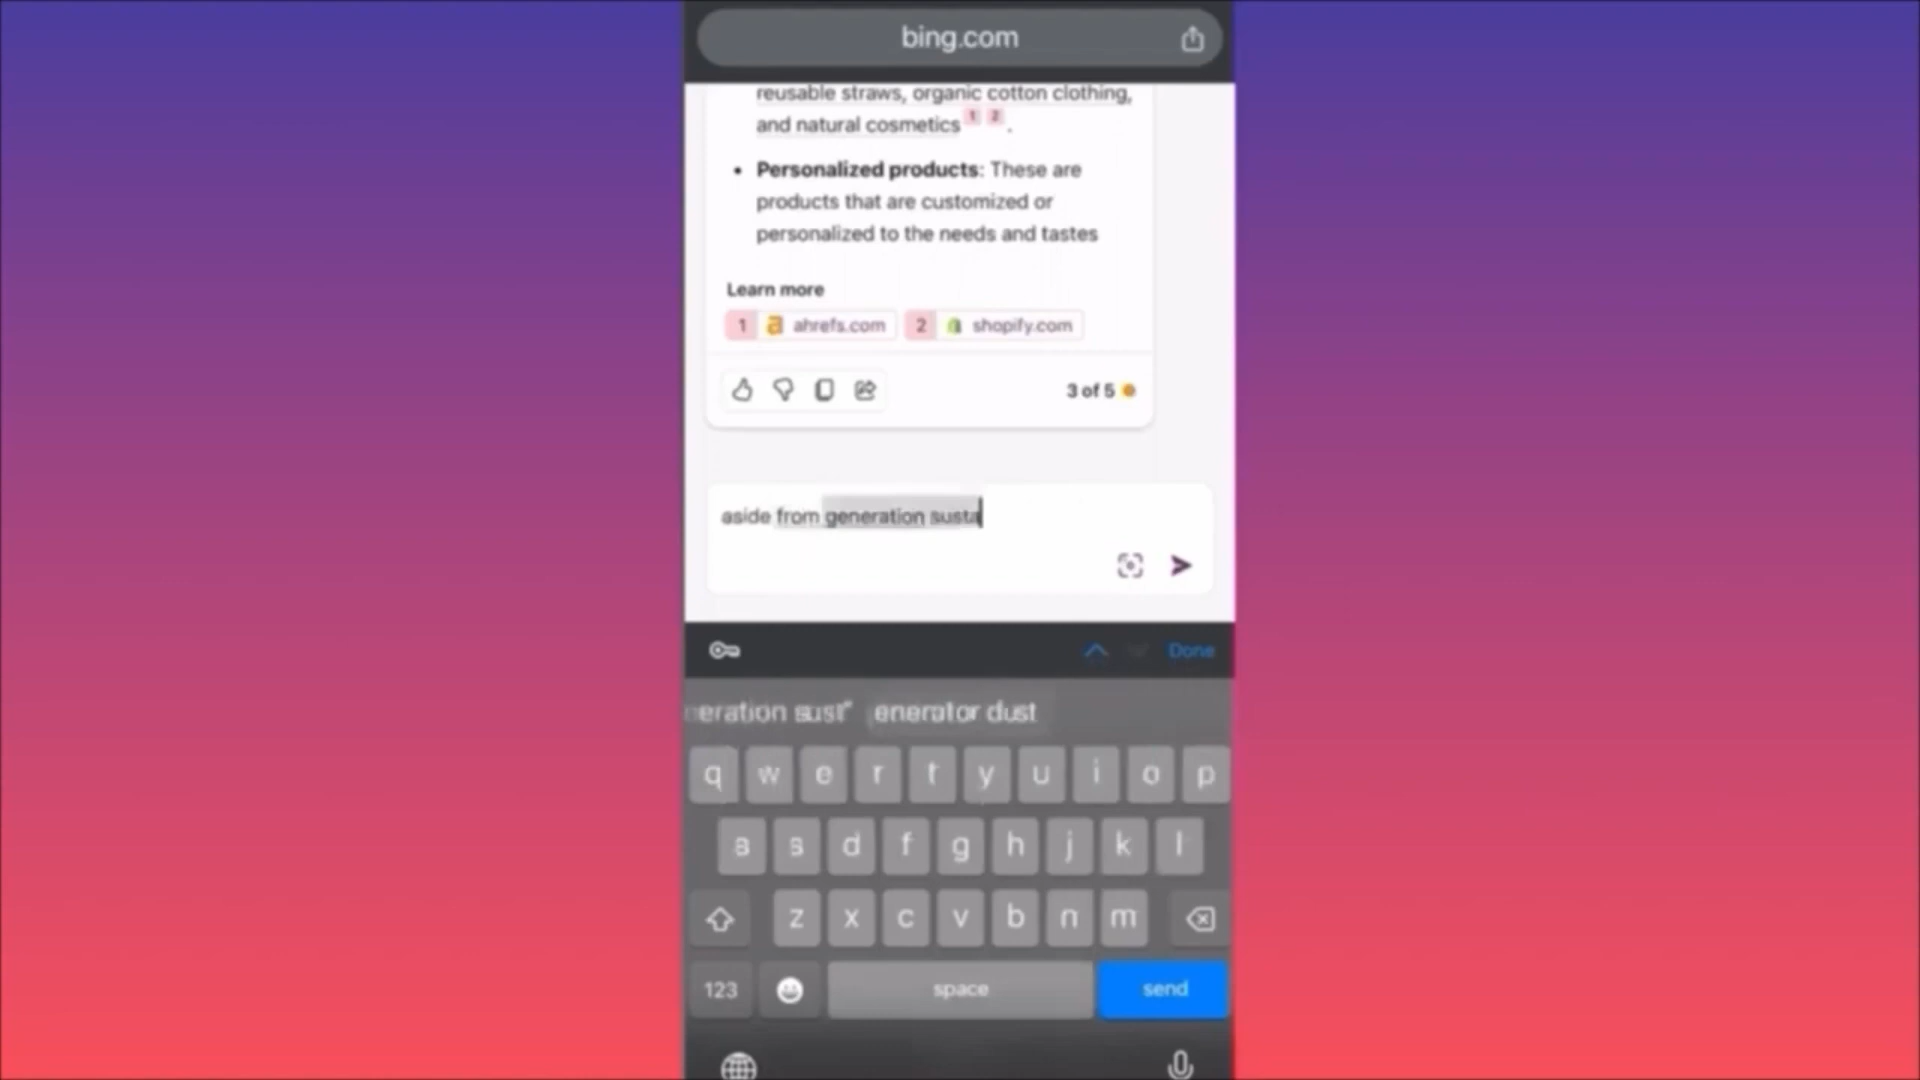 bing.com
reusable straws, organic cotton clothing,
and natural cosmetics 1 2 .
• Personalized products: These are
products that are customized or
personalized to the needs and tastes
Learn more
1 ahrefs.com 2 shopify.com
3 of 5
aside from generation susta
Done
neration sust" enerator dust
q w e r t y u i o p
a s d f g h j k l
z x c v b n m
123 space send